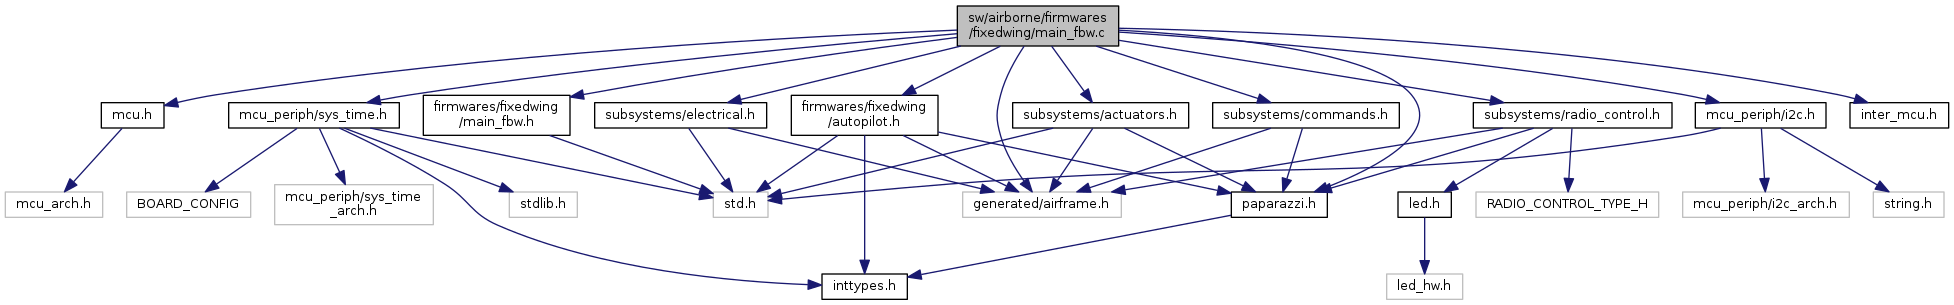 sw/airborne/firmwares
/fixedwing/main_fbw.c
mcu.h
mcu_periph/sys_time.h
firmwares/fixedwing
/main_fbw.h
subsystems/electrical.h
firmwares/fixedwing
/autopilot.h
subsystems/actuators.h
subsystems/commands.h
subsystems/radio_control.h
mcu_periph/i2c.h
inter_mcu.h
mcu_arch.h
BOARD_CONFIG
mcu_periph/sys_time
_arch.h
stdlib.h
std.h
generated/airframe.h
paparazzi.h
led.h
RADIO_CONTROL_TYPE_H
mcu_periph/i2c_arch.h
string.h
inttypes.h
led_hw.h